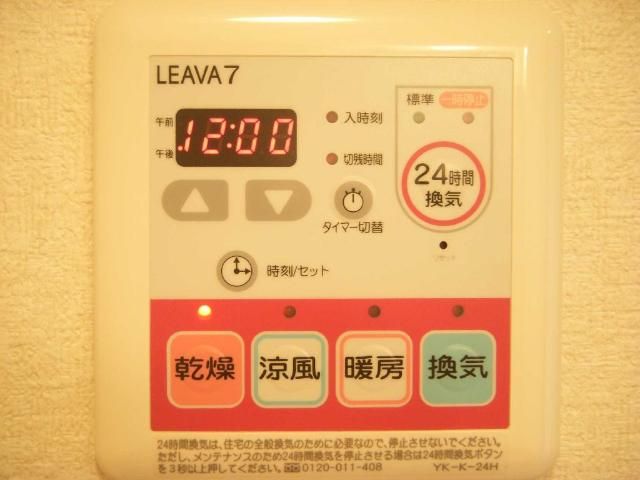 LEAVA7
標準 一時停止
午前
12:00
入時刻
午後
切残時間
24時間
換気
タイマー切替
リセット
時刻/セット
乾燥 涼風 暖房 換気
24時間換気は、住宅の全般換気のために必要なので、停止させないでください。
ただし、メンテナンスのため24時間換気を停止させる場合は24時間換気ボタン
を3秒以上押してください。 0120-011-408 YK-K-24H